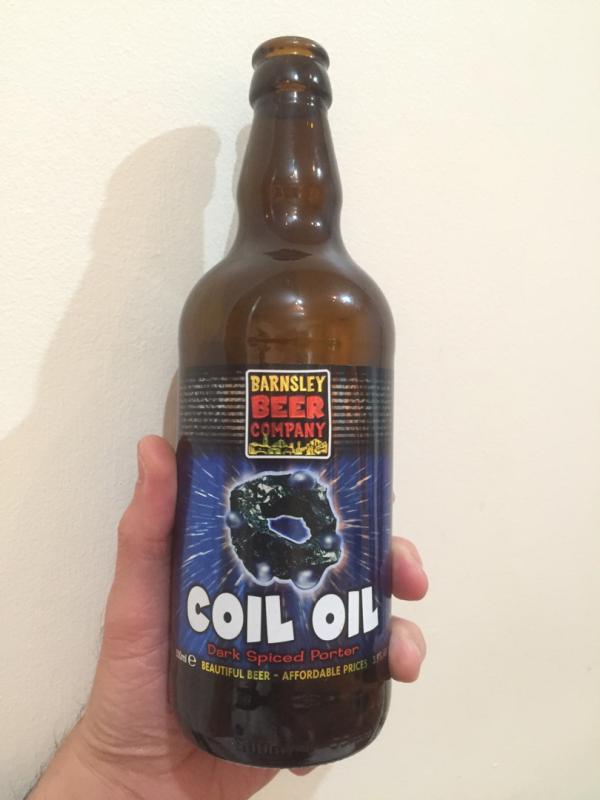 BARNSLEY
BEER
COMPANY
COIL OIL
Dark Spiced Porter
BEAUTIFUL BEER - AFFORDABLE PRICES